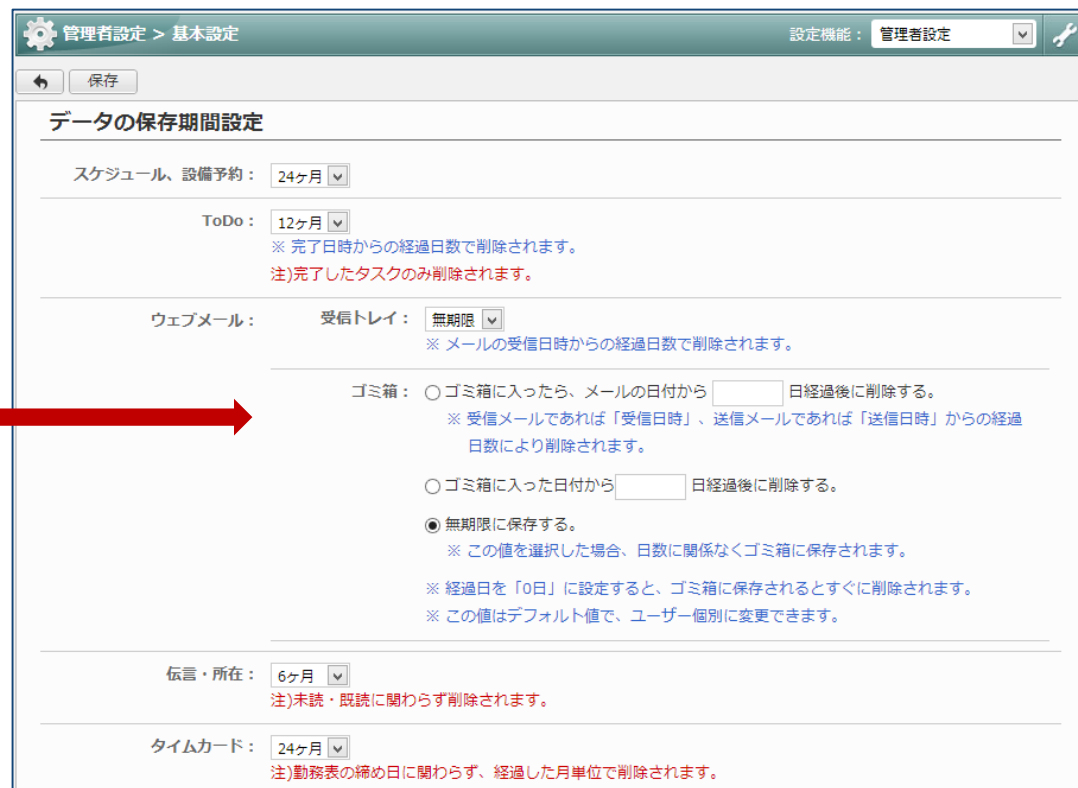 管理者設定 > 基本設定 設定機能： 管理者設定
保存
データの保存期間設定
スケジュール、設備予約： 24ヶ月
ToDo： 12ヶ月
※ 完了日時からの経過日数で削除されます。
注)完了したタスクのみ削除されます。
ウェブメール： 受信トレイ： 無期限
※ メールの受信日時からの経過日数で削除されます。
ゴミ箱： ゴミ箱に入ったら、メールの日付から 日経過後に削除する。
※ 受信メールであれば「受信日時」、送信メールであれば「送信日時」からの経過
日数により削除されます。
ゴミ箱に入った日付から 日経過後に削除する。
無期限に保存する。
※ この値を選択した場合、日数に関係なくゴミ箱に保存されます。
※ 経過日を「0日」に設定すると、ゴミ箱に保存されるとすぐに削除されます。
※ この値はデフォルト値で、ユーザー個別に変更できます。
伝言・所在： 6ヶ月
注)未読・既読に関わらず削除されます。
タイムカード： 24ヶ月
注)勤務表の締め日に関わらず、経過した月単位で削除されます。